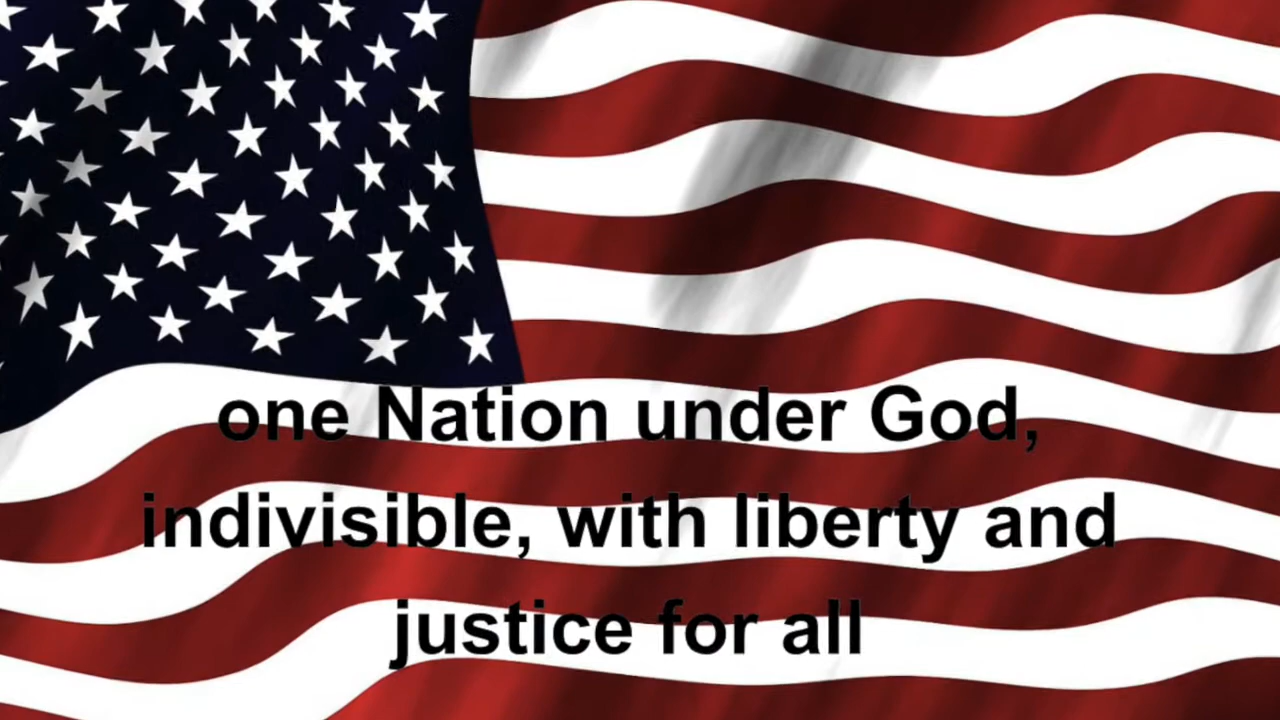 one Nation under God,
indivisible, with liberty and
justice for all